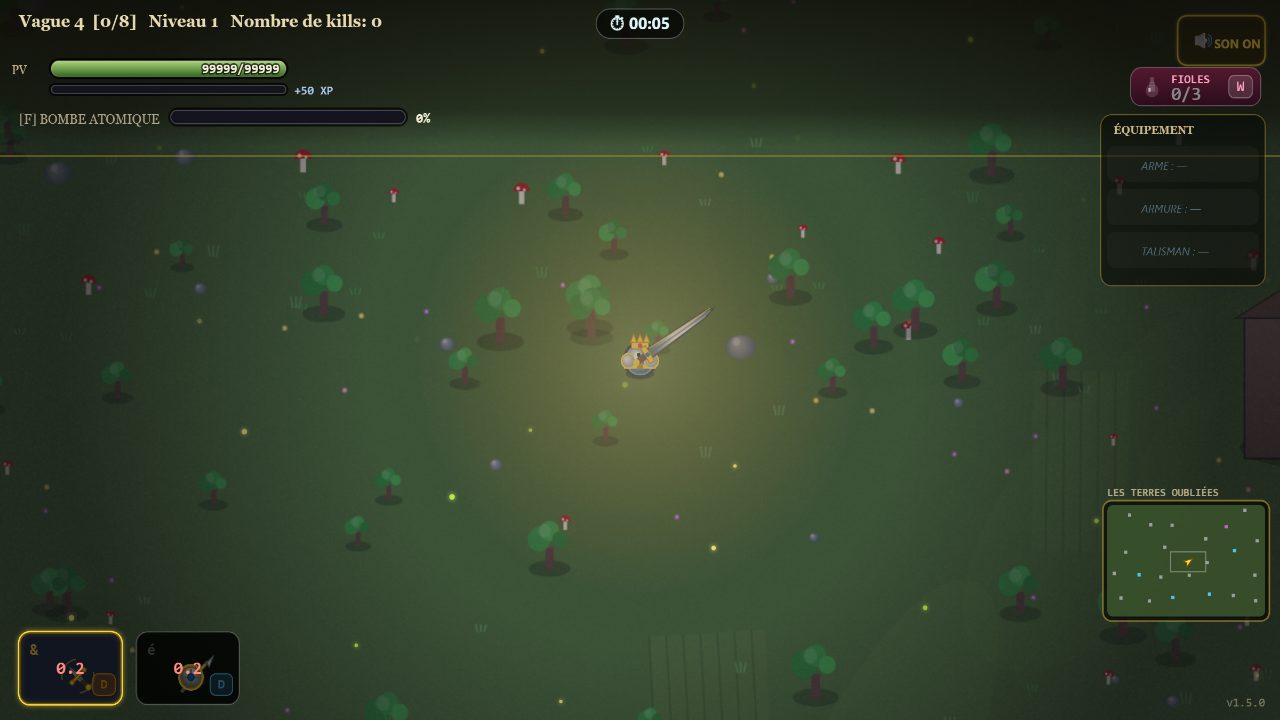 Vague 4 [0/8] Niveau 1 Nombre de kills: 0
00:05
SON ON
PV 99999/99999
+50 XP
FIOLES
0/3 W
[F] BOMBE ATOMIQUE 0%
ÉQUIPEMENT
ARME : —
ARMURE : —
TALISMAN : —
LES TERRES OUBLIÉES
& 0.2 D
é 0.2 D
v1.5.0